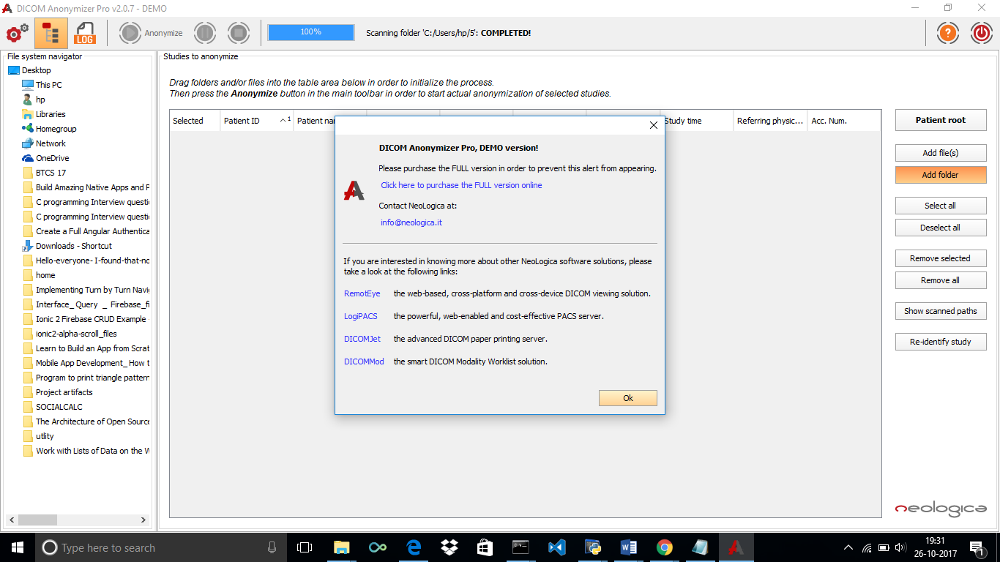 DICOM Anonymizer Pro v2.0.7 - DEMO
LOG
Anonymize
100%
Scanning folder 'C:/Users/hp/5': COMPLETED!
File system navigator
Desktop
This PC
hp
Libraries
Homegroup
Network
OneDrive
BTCS 17
Build Amazing Native Apps and P
C programming Interview questi
C programming Interview questi
Create a Full Angular Authentica
Downloads - Shortcut
Hello-everyone- I-found-that-no
home
Implementing Turn by Turn Navi
Interface_ Query _ Firebase_fi
Ionic 2 Firebase CRUD Example
ionic2-alpha-scroll_files
Learn to Build an App from Scrat
Mobile App Development_ How t
Program to print triangle pattern
Project artifacts
SOCIALCALC
The Architecture of Open Source
utlity
Work with Lists of Data on the W
Studies to anonymize
Drag folders and/or files into the table area below in order to initialize the process.
Then press the Anonymize button in the main toolbar in order to start actual anonymization of selected studies.
Selected Patient ID 1 Patient nar Study time Referring physic... Acc. Num.
DICOM Anonymizer Pro, DEMO version!
Please purchase the FULL version in order to prevent this alert from appearing.
Click here to purchase the FULL version online
Contact NeoLogica at:
info@neologica.it
If you are interested in knowing more about other NeoLogica software solutions, please
take a look at the following links:
RemotEye the web-based, cross-platform and cross-device DICOM viewing solution.
LogiPACS the powerful, web-enabled and cost-effective PACS server.
DICOMJet the advanced DICOM paper printing server.
DICOMMod the smart DICOM Modality Worklist solution.
Ok
Patient root
Add file(s)
Add folder
Select all
Deselect all
Remove selected
Remove all
Show scanned paths
Re-identify study
neologica
Type here to search
19:31
26-10-2017
1